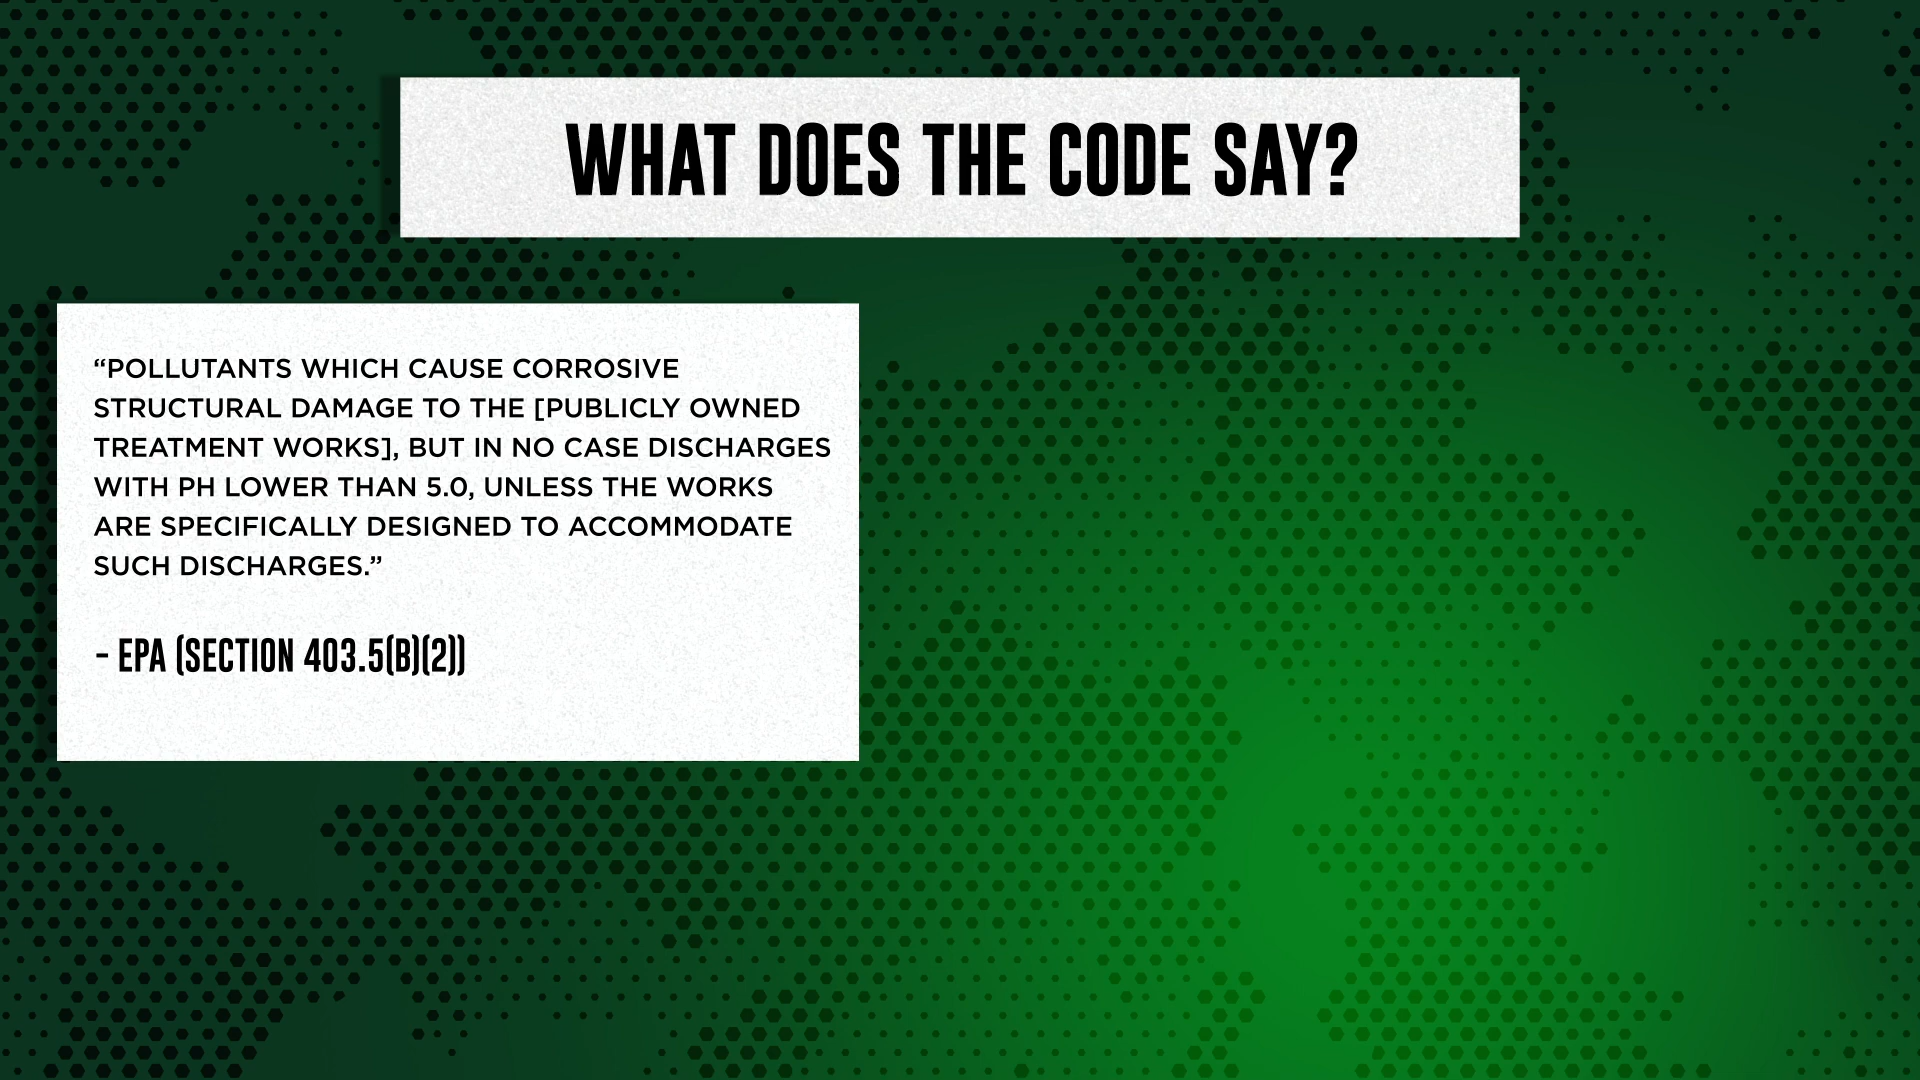 WHAT DOES THE CODE SAY?
“POLLUTANTS WHICH CAUSE CORROSIVE
STRUCTURAL DAMAGE TO THE [PUBLICLY OWNED
TREATMENT WORKS], BUT IN NO CASE DISCHARGES
WITH PH LOWER THAN 5.0, UNLESS THE WORKS
ARE SPECIFICALLY DESIGNED TO ACCOMMODATE
SUCH DISCHARGES.”
- EPA (SECTION 403.5(B)(2))